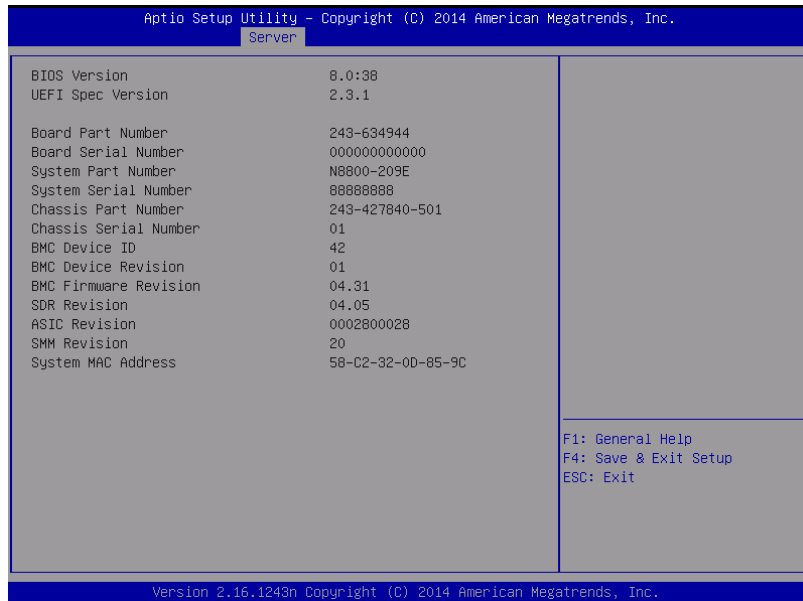 Aptio Setup Utility – Copyright (C) 2014 American Megatrends, Inc.
Server
BIOS Version 8.0:38
UEFI Spec Version 2.3.1
Board Part Number 243-634944
Board Serial Number 000000000000
System Part Number N8800-209E
System Serial Number 88888888
Chassis Part Number 243-427840-501
Chassis Serial Number 01
BMC Device ID 42
BMC Device Revision 01
BMC Firmware Revision 04.31
SDR Revision 04.05
ASIC Revision 0002800028
SMM Revision 20
System MAC Address 58-C2-32-0D-85-9C
F1: General Help
F4: Save & Exit Setup
ESC: Exit
Version 2.16.1243n Copyright (C) 2014 American Megatrends, Inc.